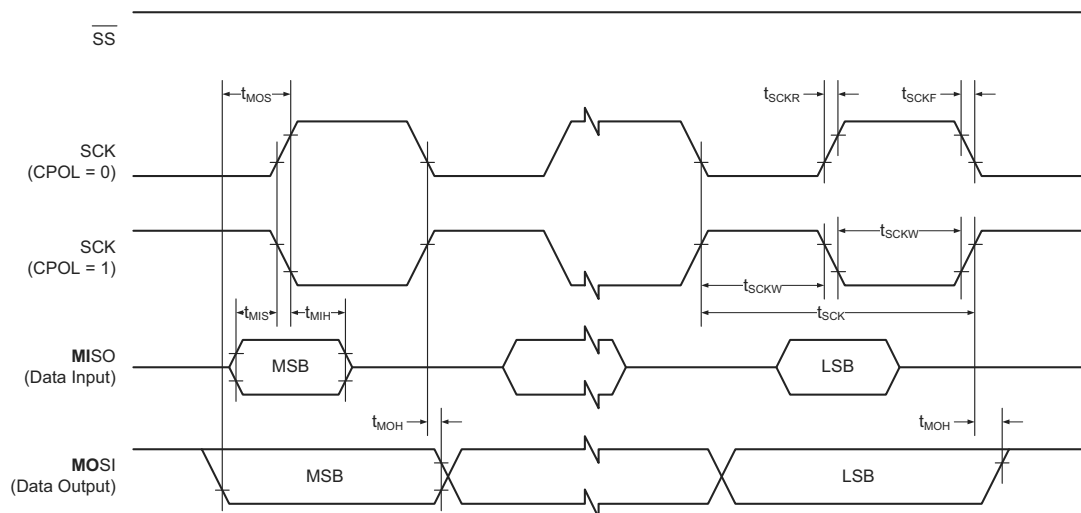 SS
tMOS
tSCKR
tSCKF
SCK
(CPOL = 0)
SCK
(CPOL = 1)
tSCKW
tSCKW
tMIS
tMIH
tSCK
MISO
(Data Input)
MSB
LSB
tMOH
tMOH
MOSI
(Data Output)
MSB
LSB